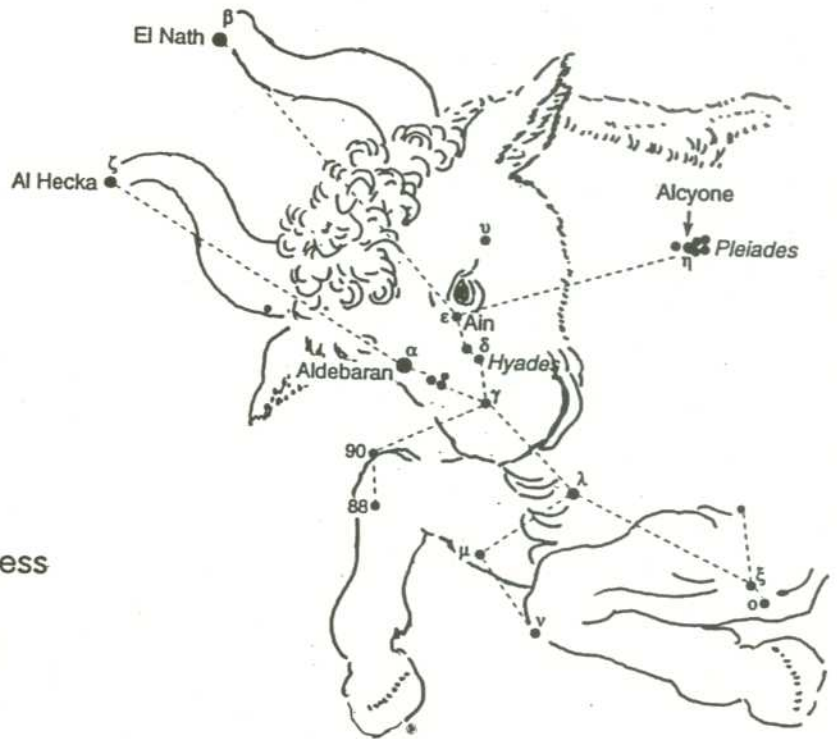 β
El Nath
ζ
Al Hecka
Alcyone
υ
η Pleiades
ε Ain
α δ
Aldebaran Hyades
γ
90
λ
88
μ
ess
ξ
ο
ν